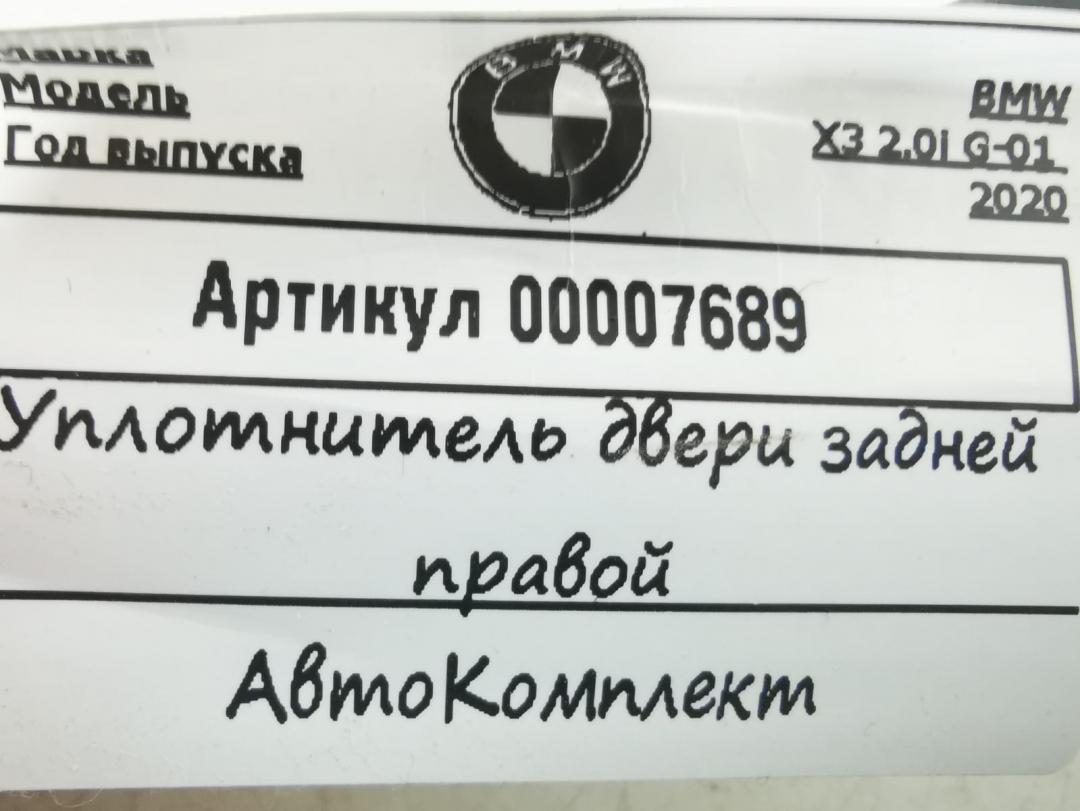 Марка
BMW
Модель
X3 2.0i G-01
Год выпуска
2020
BMW
Артикул 00007689
Уплотнитель двери задней
правой
АвтоКомплект